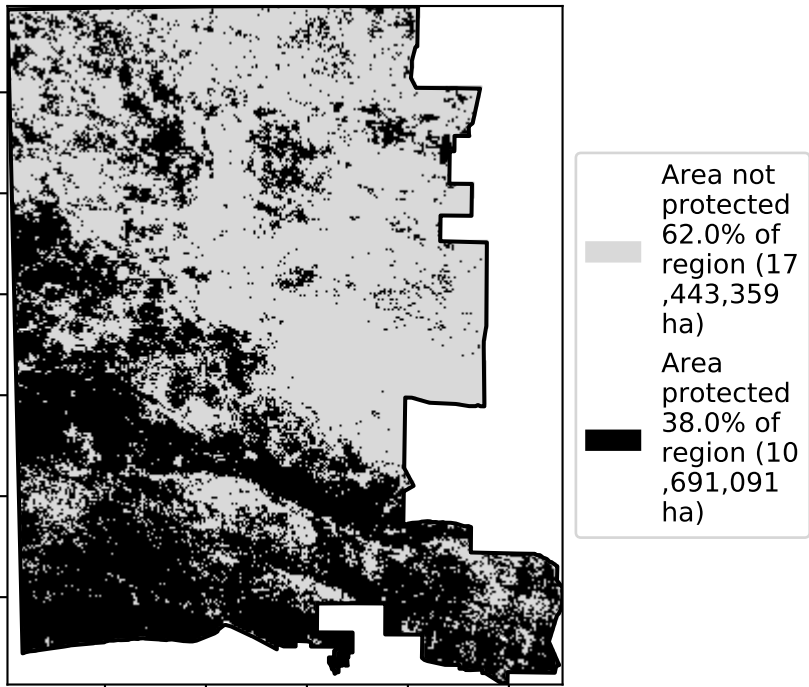 Area not
protected
62.0% of
region (17
,443,359
ha)
Area
protected
38.0% of
region (10
,691,091
ha)